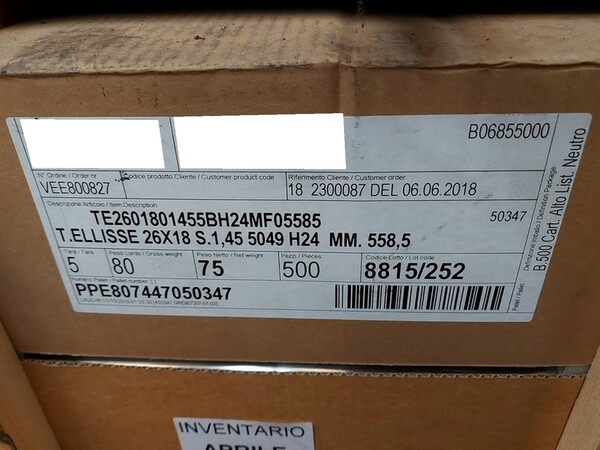 B06855000
N° Ordine / Order nr
Codice prodotto Cliente / Customer product code
Riferimento Cliente / Customer order
VEE800827
18 2300087 DEL 06.06.2018
Descrizione Articolo / Item Description
50347
TE2601801455BH24MF05585
T.ELLISSE 26X18 S.1,45 5049 H24 MM. 558,5
Tara / Tare
Peso Lordo / Gross weight
Peso Netto / Net weight
Pezzi / Pieces
Codice Lotto / Lot code
5 80 75 500 8815/252
Numero Pallet / Pallet number
PPE807447050347
Definizione Imballo / Definition Package
B 500 Cart. Alto List. Neutro
INVENTARIO
APRILE